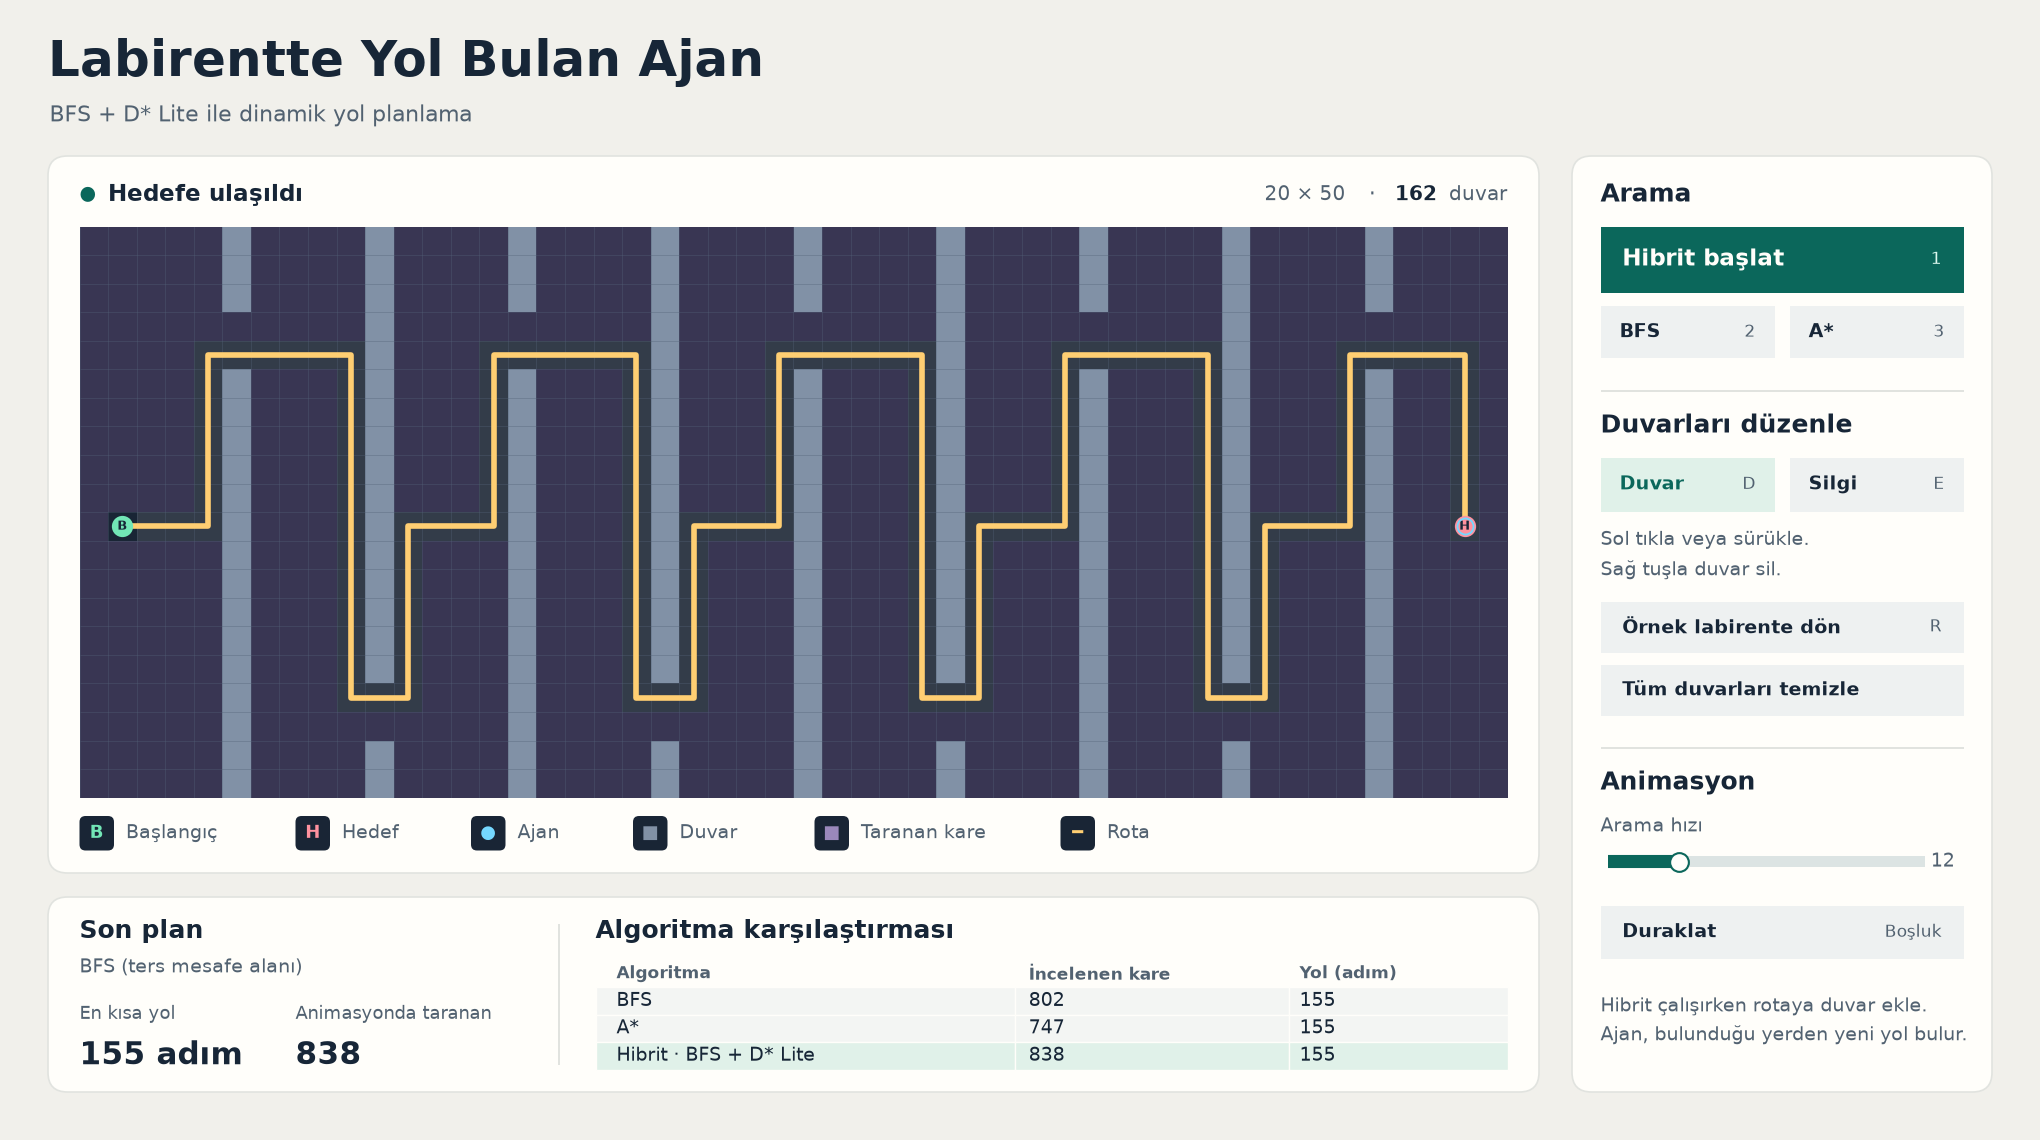 Labirentte Yol Bulan Ajan
BFS + D* Lite ile dinamik yol planlama
Hedefe ulaşıldı
20 × 50 · 162 duvar
B
H
B Başlangıç
H Hedef
Ajan
Duvar
Taranan kare
Rota
Son plan
BFS (ters mesafe alanı)
En kısa yol
Animasyonda taranan
155 adım
838
Algoritma karşılaştırması
Algoritma İncelenen kare Yol (adım)
BFS 802 155
A* 747 155
Hibrit · BFS + D* Lite 838 155
Arama
Hibrit başlat 1
BFS 2
A* 3
Duvarları düzenle
Duvar D
Silgi E
Sol tıkla veya sürükle.
Sağ tuşla duvar sil.
Örnek labirente dön R
Tüm duvarları temizle
Animasyon
Arama hızı
12
Duraklat Boşluk
Hibrit çalışırken rotaya duvar ekle.
Ajan, bulunduğu yerden yeni yol bulur.